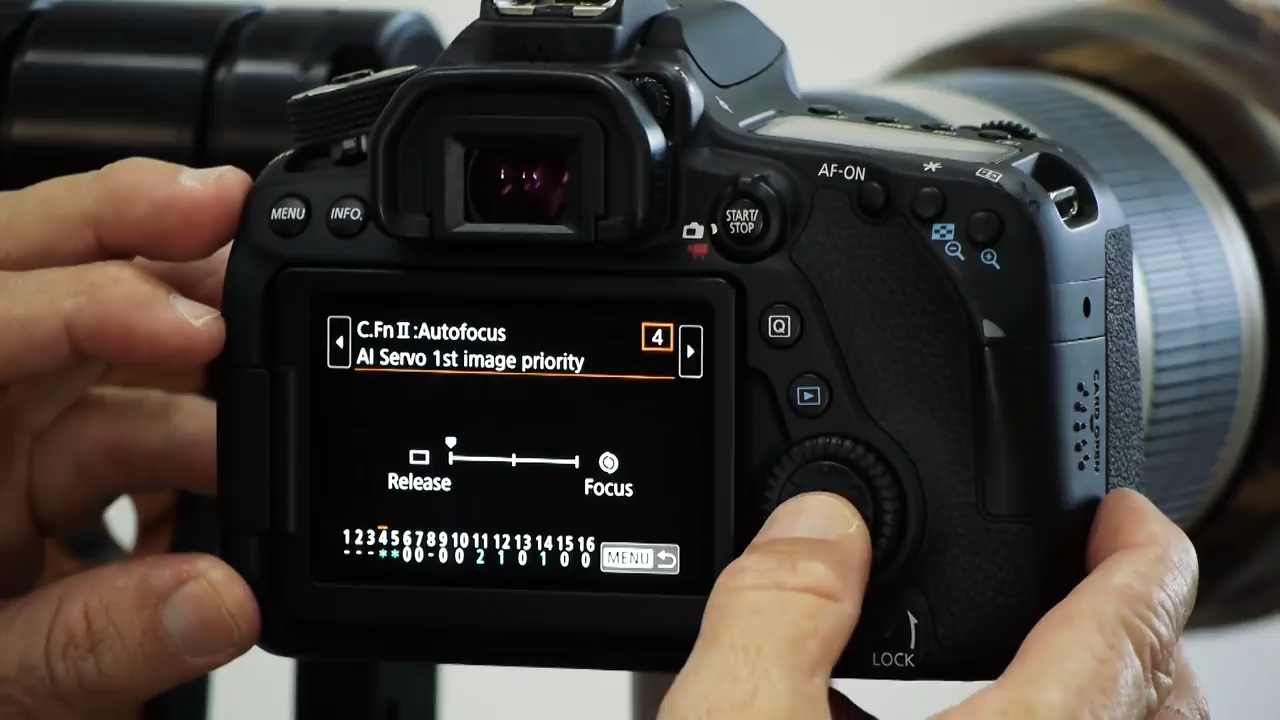 AF-ON
MENU
INFO.
START/
STOP
Q
C.Fn II :Autofocus
4
AI Servo 1st image priority
Release
Focus
1 2 3 4 5 6 7 8 9 10 11 12 13 14 15 16
- - - * * 0 0 - 0 0 2 1 0 1 0 0
MENU
CARD OPEN
LOCK